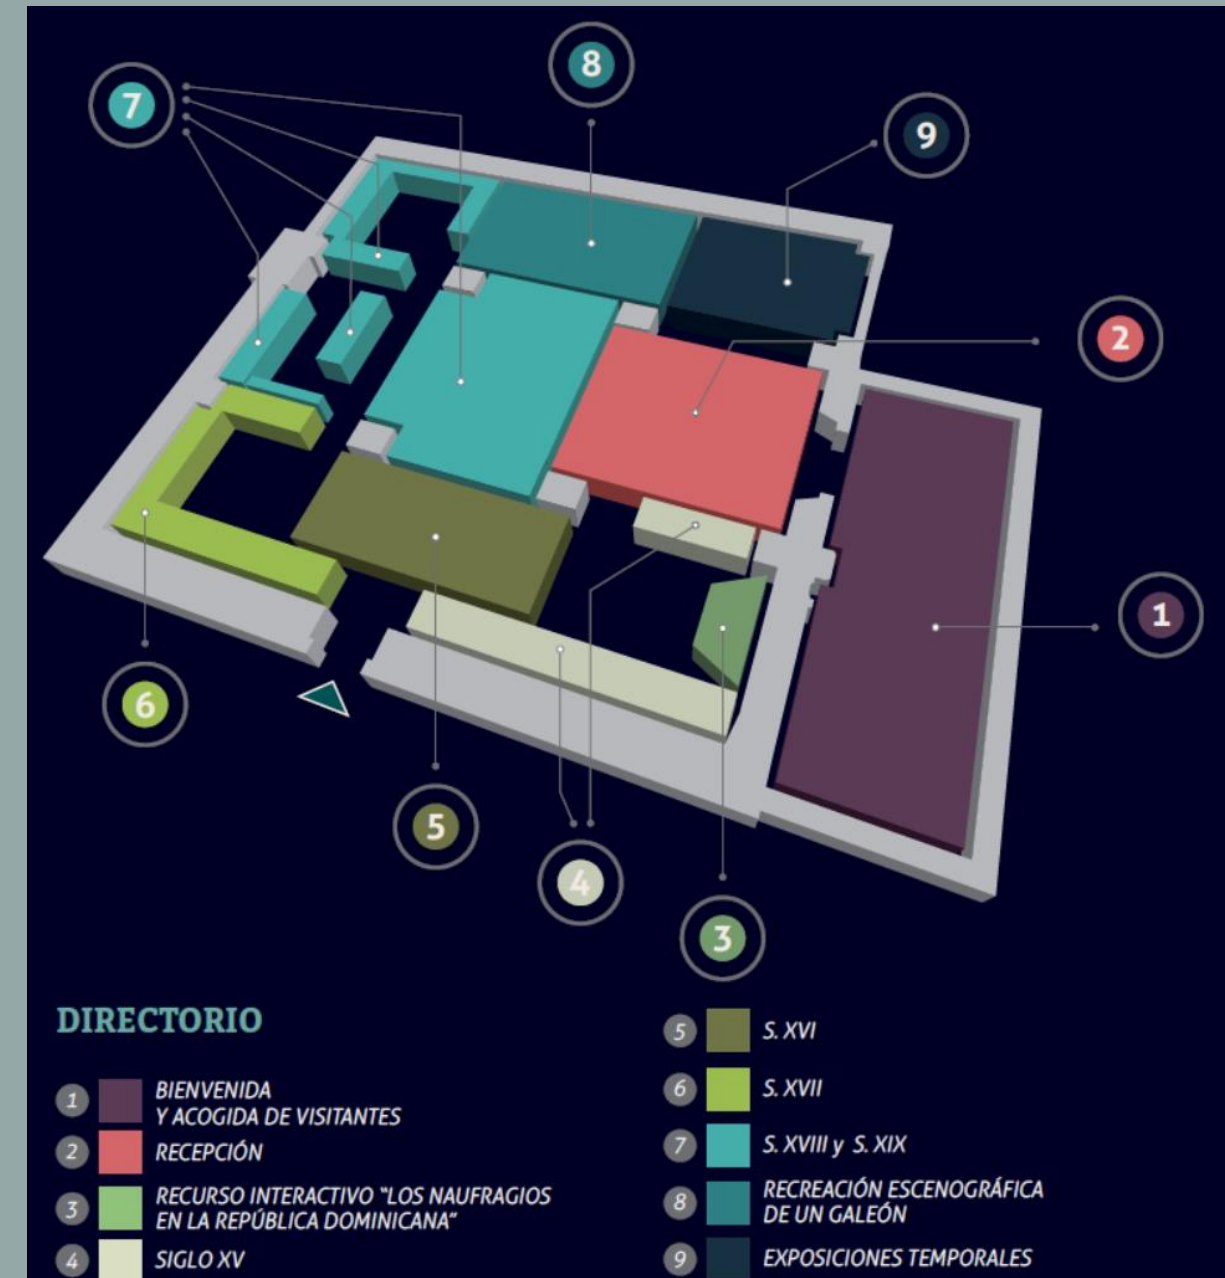 7
8
9
2
1
6
5
4
3
DIRECTORIO
1 BIENVENIDA
Y ACOGIDA DE VISITANTES
2 RECEPCIÓN
3 RECURSO INTERACTIVO "LOS NAUFRAGIOS
EN LA REPÚBLICA DOMINICANA"
4 SIGLO XV
5 S. XVI
6 S. XVII
7 S. XVIII y S. XIX
8 RECREACIÓN ESCENOGRÁFICA
DE UN GALEÓN
9 EXPOSICIONES TEMPORALES